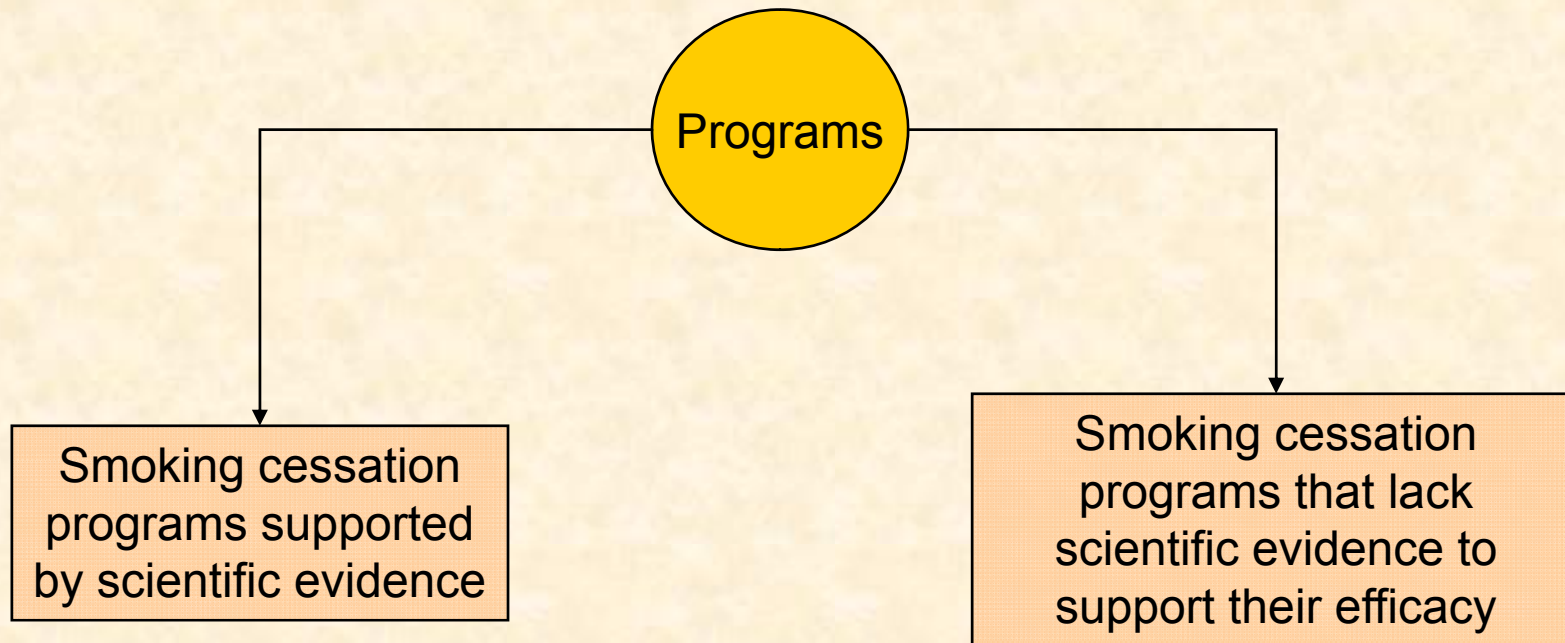 Programs
Smoking cessation
programs supported
by scientific evidence
Smoking cessation
programs that lack
scientific evidence to
support their efficacy